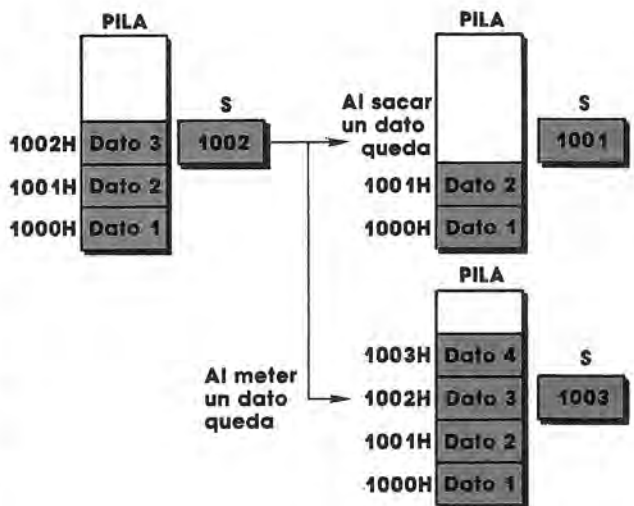 PILA
S
1002H Dato 3 1002
1001H Dato 2
1000H Dato 1
PILA
Al sacar
un dato
queda
S
1001
1001H Dato 2
1000H Dato 1
PILA
Al meter
un dato
queda
1003H Dato 4
S
1002H Dato 3 1003
1001H Dato 2
1000H Dato 1